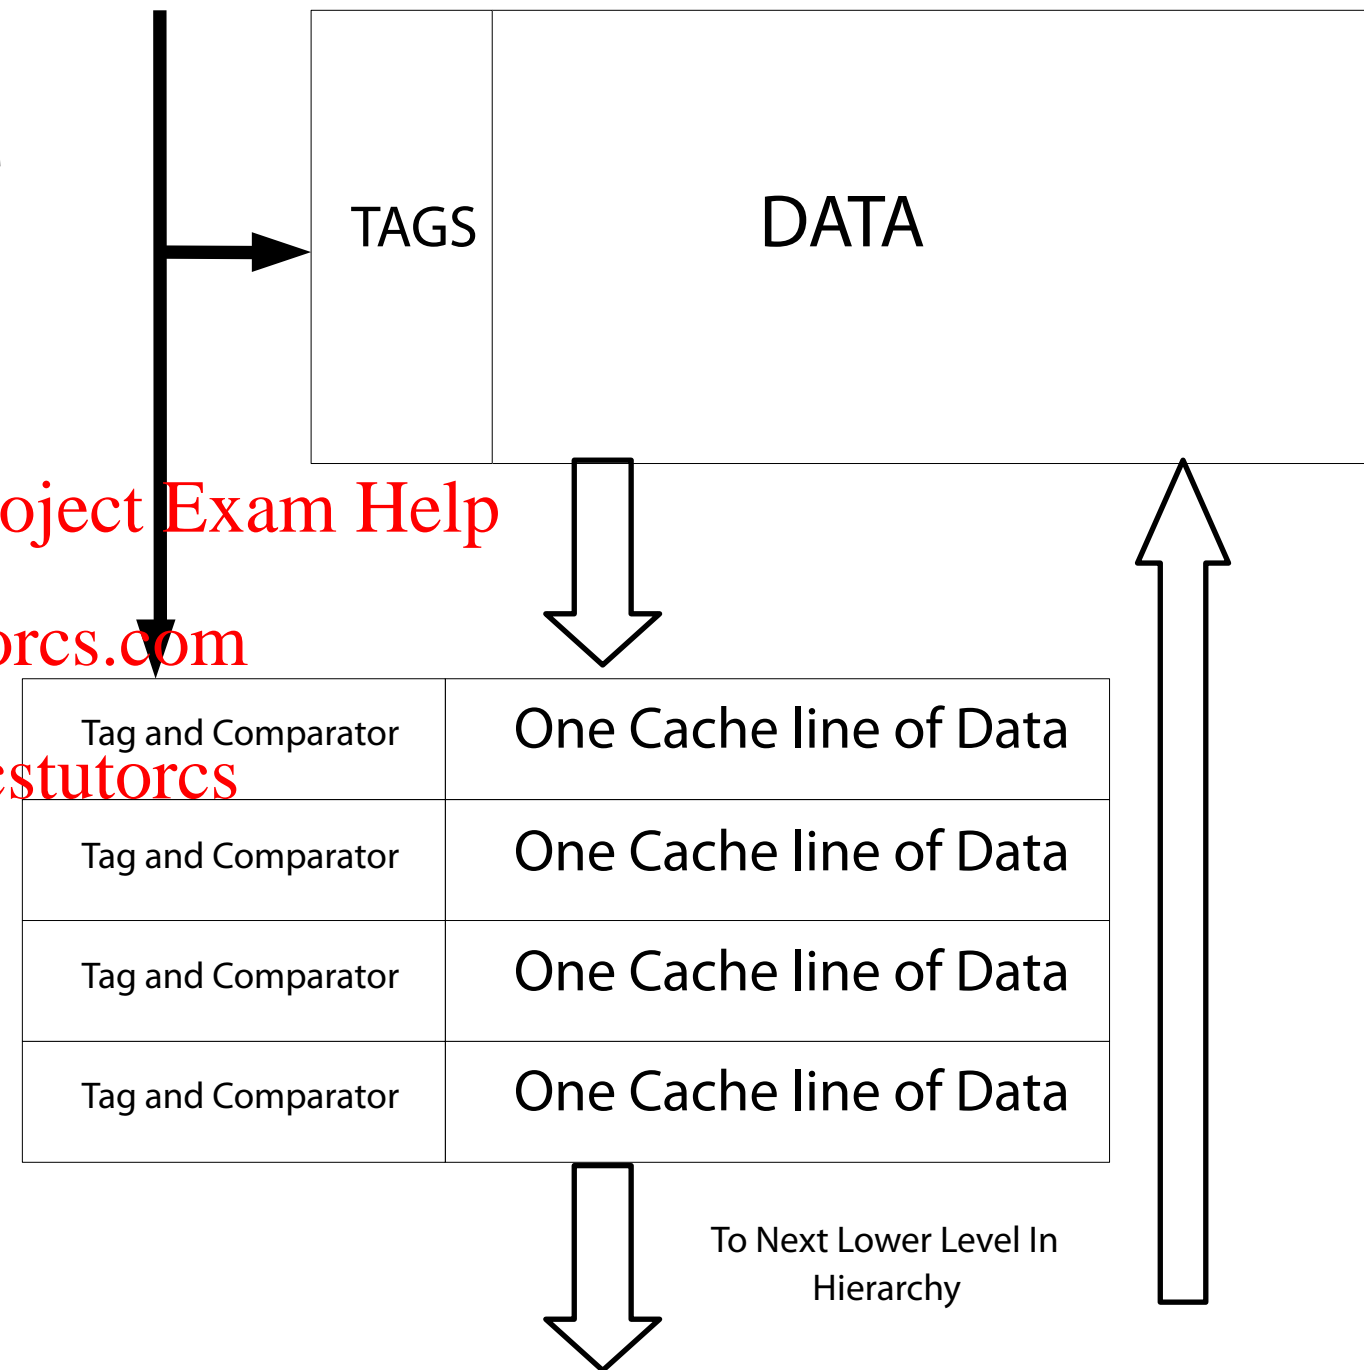 TAGS
DATA
oject Exam Help
orcs.com
Tag and Comparator
One Cache line of Data
cstutorcs
Tag and Comparator
One Cache line of Data
Tag and Comparator
One Cache line of Data
Tag and Comparator
One Cache line of Data
To Next Lower Level In
Hierarchy